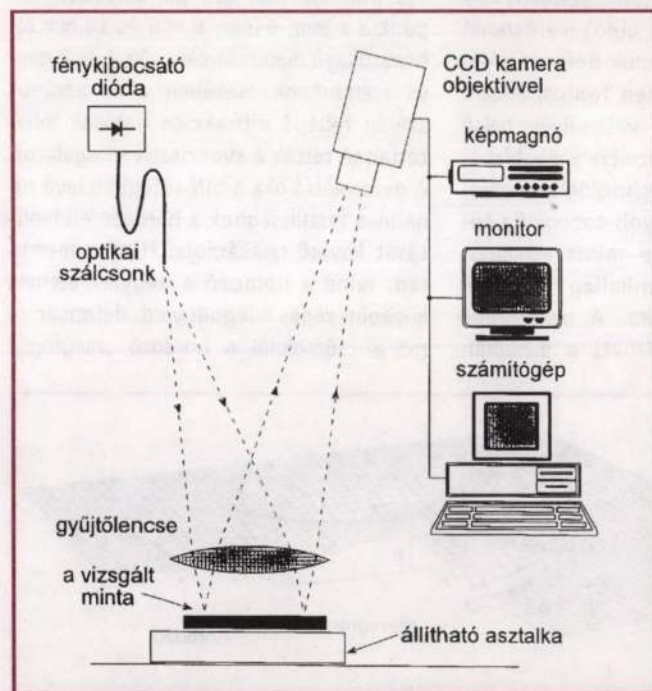 fénykibocsátó
dióda
optikai
szálcsonk
CCD kamera
objektívvel
képmagnó
monitor
számítógép
gyűjtőlencse
a vizsgált
minta
állítható asztalka